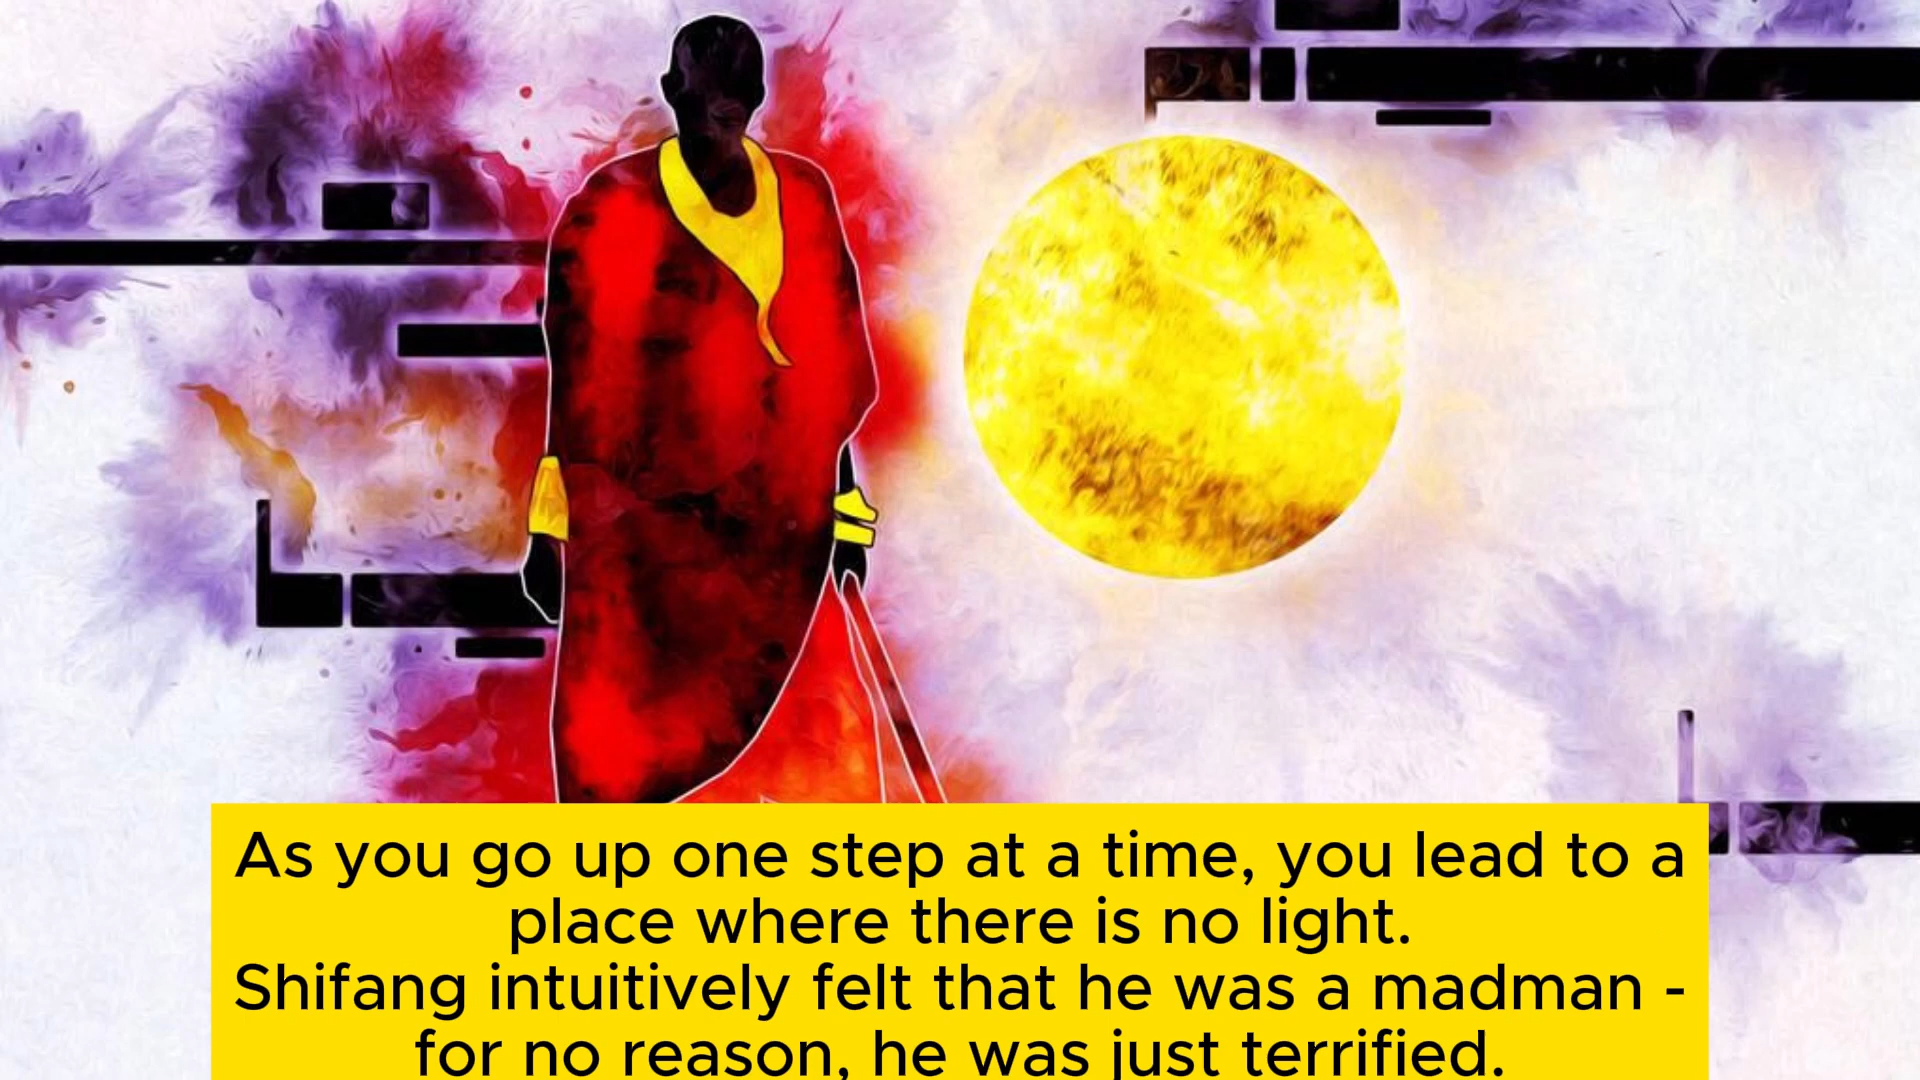 As you go up one step at a time, you lead to a
place where there is no light.
Shifang intuitively felt that he was a madman -
for no reason, he was just terrified.